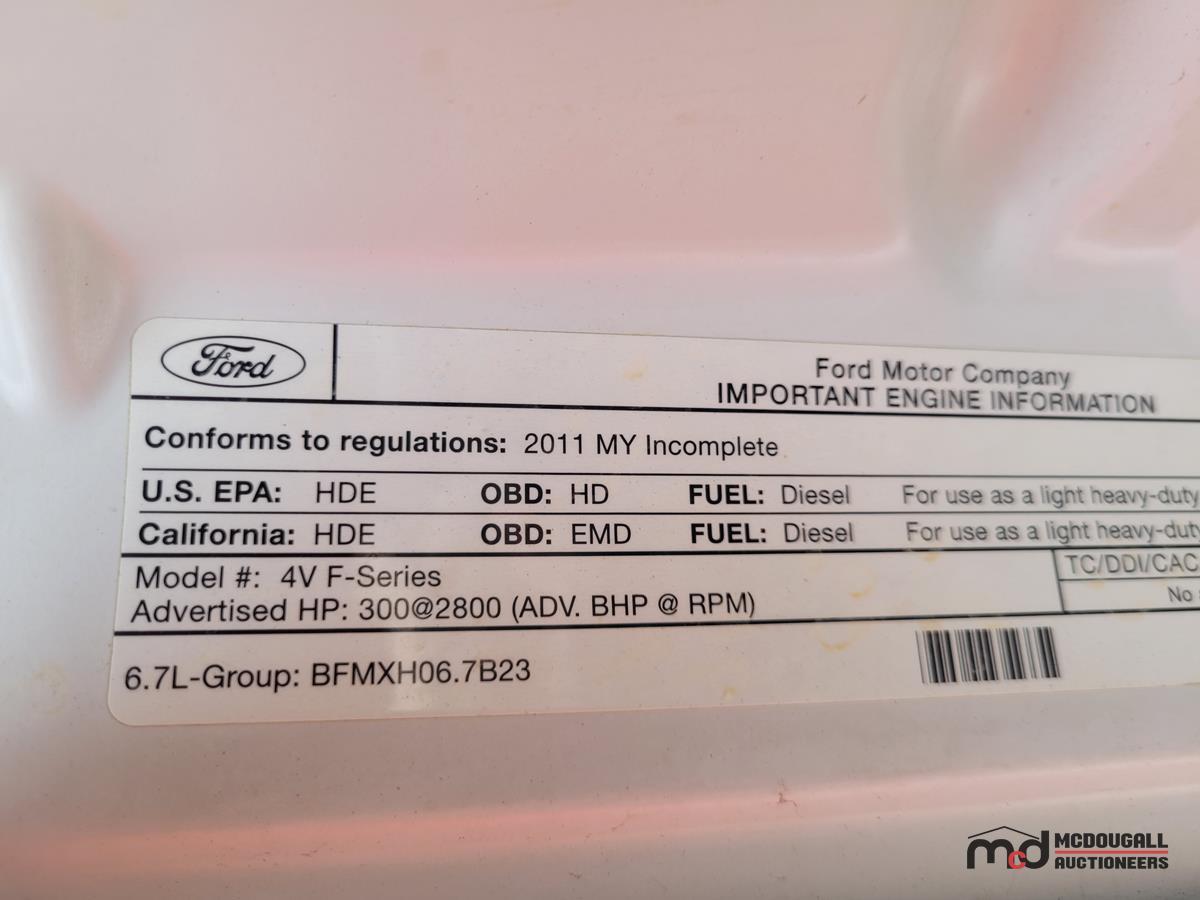 Ford
Ford Motor Company
IMPORTANT ENGINE INFORMATION
Conforms to regulations: 2011 MY Incomplete
U.S. EPA: HDE OBD: HD FUEL: Diesel For use as a light heavy-duty
California: HDE OBD: EMD FUEL: Diesel For use as a light heavy-duty
Model #: 4V F-Series
TC/DDI/CAC
Advertised HP: 300@2800 (ADV. BHP @ RPM)
No
6.7L-Group: BFMXH06.7B23
mcd MCDOUGALL
AUCTIONEERS